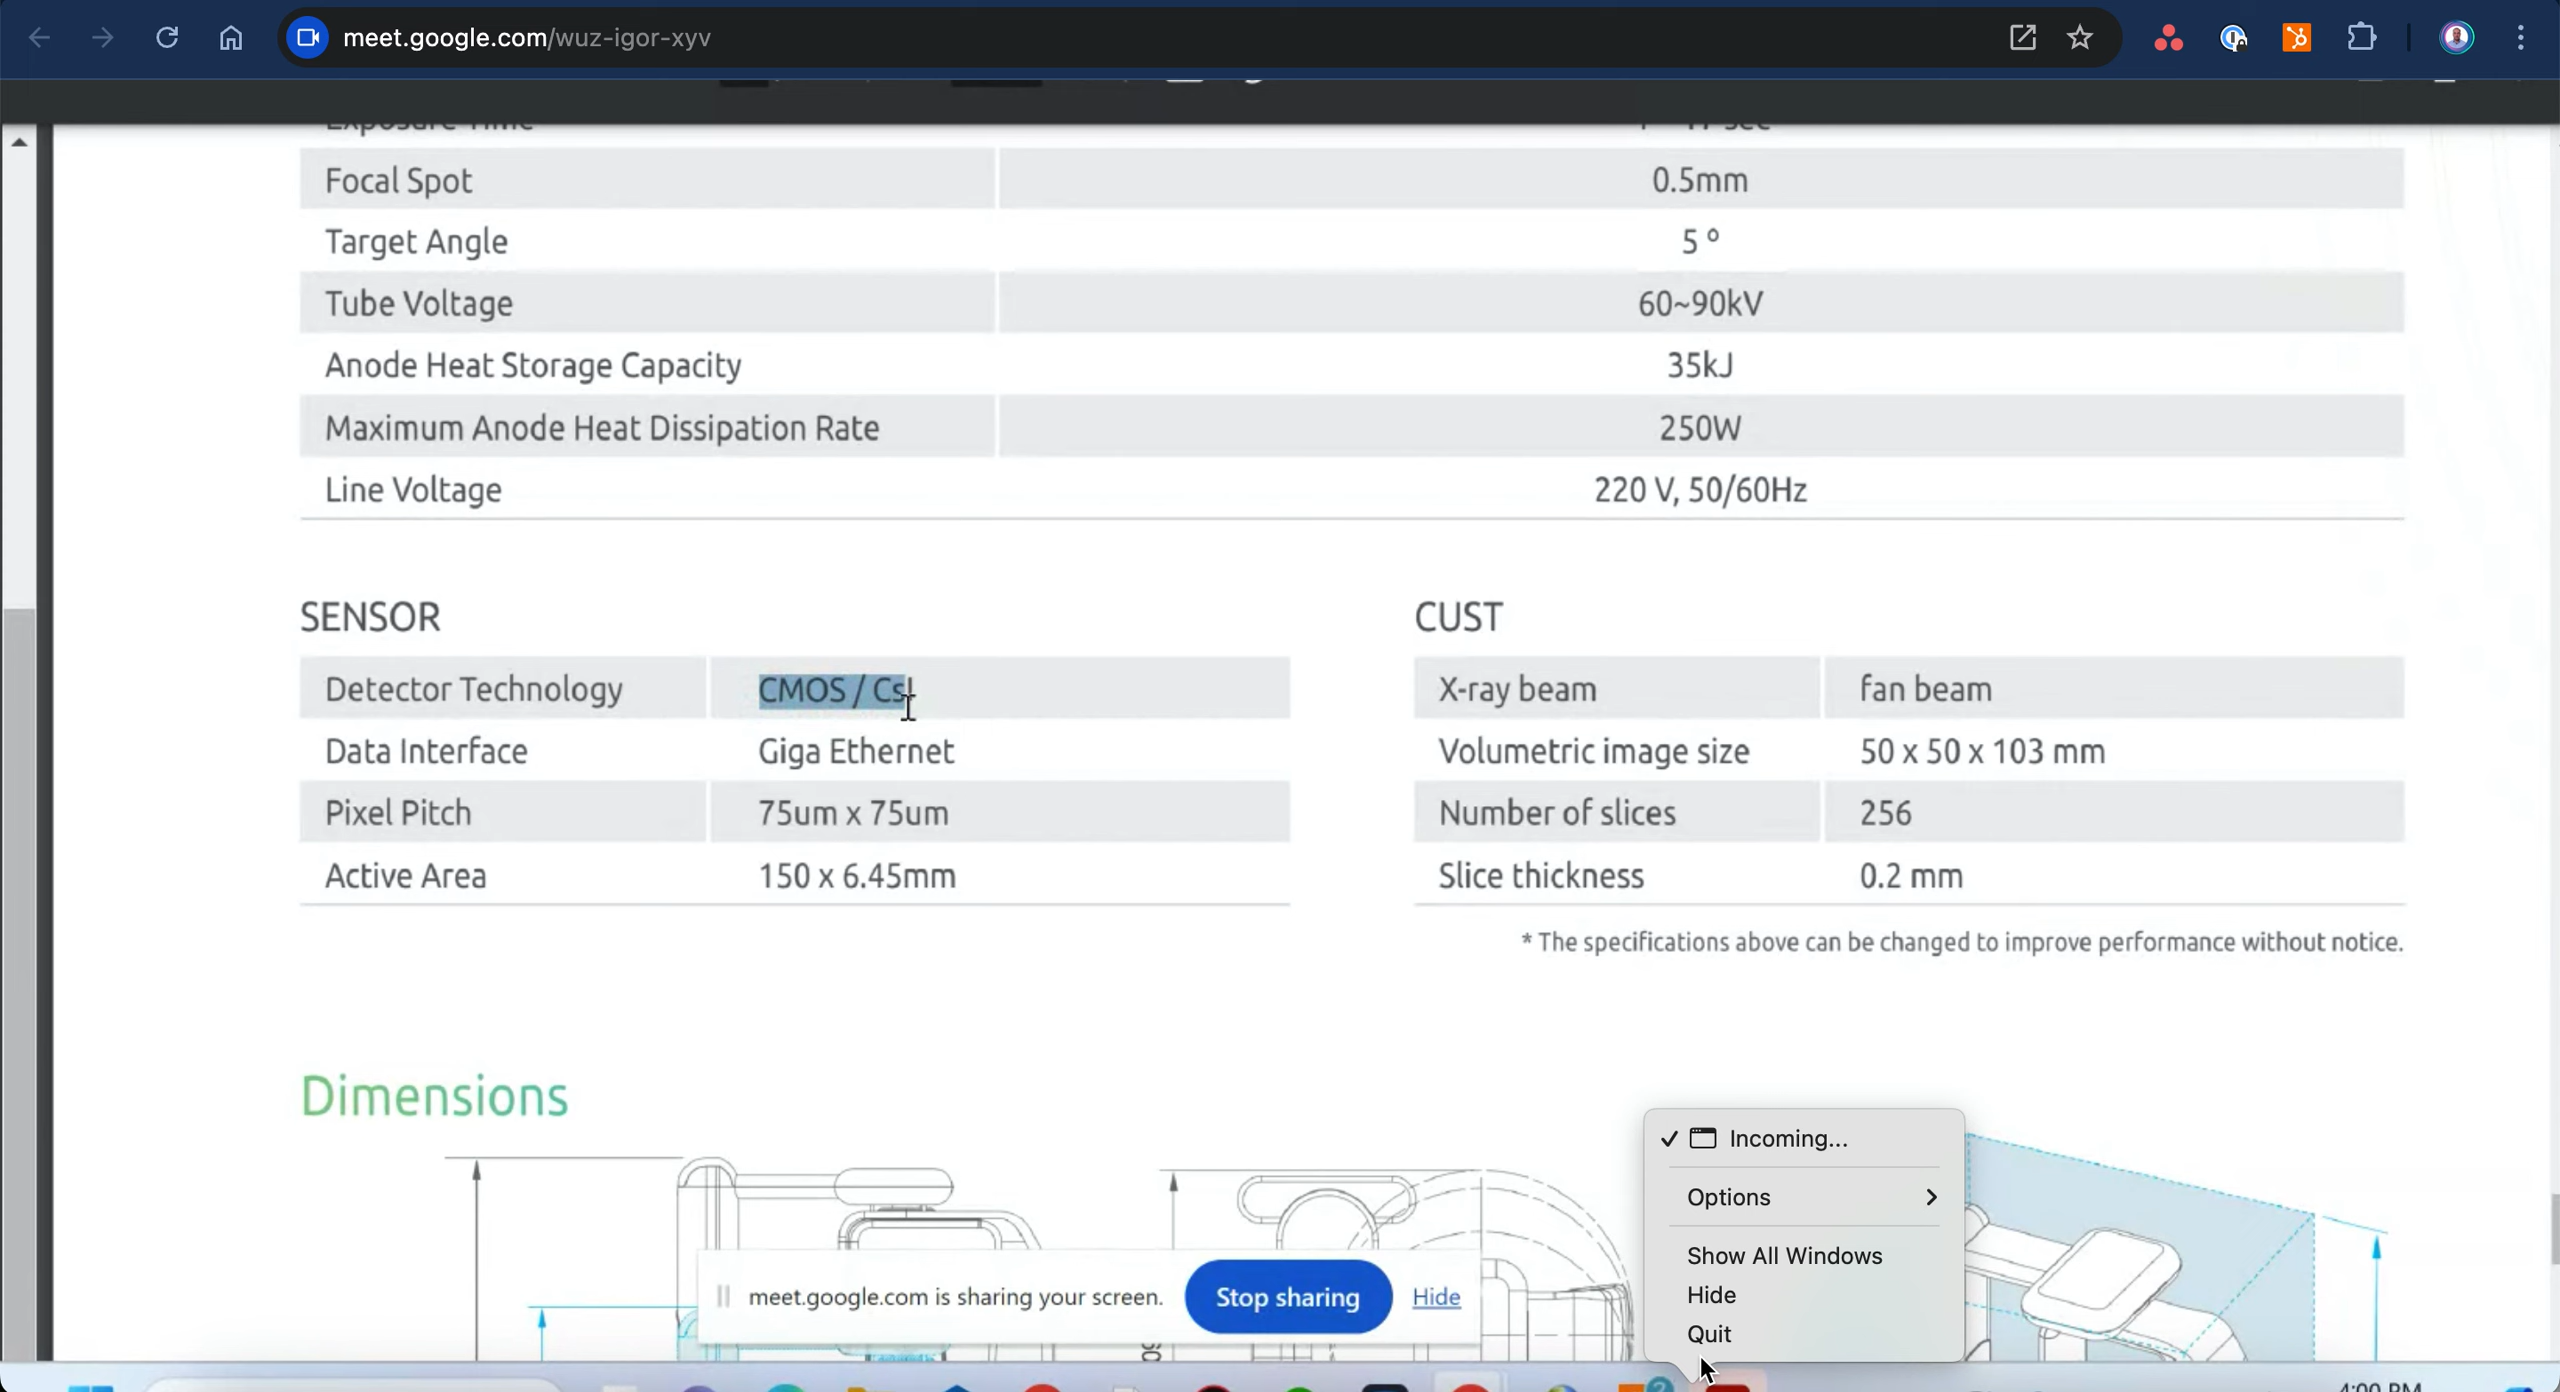 meet.google.com/wuz-igor-xyv
Exposure Time
Focal Spot 0.5mm
Target Angle 5 °
Tube Voltage 60~90kV
Anode Heat Storage Capacity 35kJ
Maximum Anode Heat Dissipation Rate 250W
Line Voltage 220 V, 50/60Hz
SENSOR
Detector Technology CMOS / CsI
Data Interface Giga Ethernet
Pixel Pitch 75um x 75um
Active Area 150 x 6.45mm
CUST
X-ray beam fan beam
Volumetric image size 50 x 50 x 103 mm
Number of slices 256
Slice thickness 0.2 mm
* The specifications above can be changed to improve performance without notice.
Dimensions
✓ Incoming...
Options
Show All Windows
Hide
Quit
meet.google.com is sharing your screen. Stop sharing Hide
4:00 PM